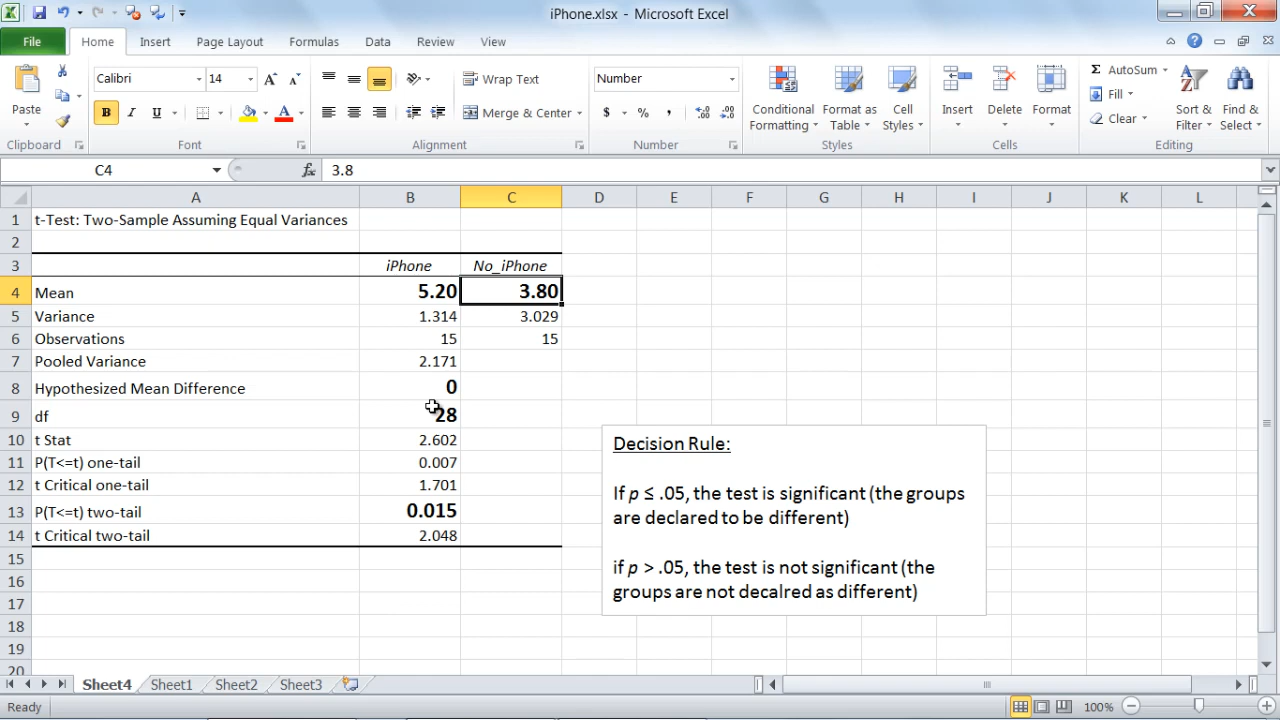 iPhone.xlsx - Microsoft Excel
File Home Insert Page Layout Formulas Data Review View
Paste
Calibri 14
B I U A
Wrap Text
Merge & Center
Number
$ % ,
Conditional Formatting
Format as Table
Cell Styles
Insert
Delete
Format
AutoSum
Fill
Clear
Sort & Filter
Find & Select
Clipboard Font Alignment Number Styles Cells Editing
C4 fx 3.8
A B C D E F G H I J K L
1 t-Test: Two-Sample Assuming Equal Variances
2
3 iPhone No_iPhone
4 Mean 5.20 3.80
5 Variance 1.314 3.029
6 Observations 15 15
7 Pooled Variance 2.171
8 Hypothesized Mean Difference 0
9 df 28
10 t Stat 2.602
11 P(T<=t) one-tail 0.007
12 t Critical one-tail 1.701
13 P(T<=t) two-tail 0.015
14 t Critical two-tail 2.048
15
16
17
18
19
20
Decision Rule:
If p ≤ .05, the test is significant (the groups
are declared to be different)
if p > .05, the test is not significant (the
groups are not decalred as different)
Sheet4 Sheet1 Sheet2 Sheet3
Ready 100%